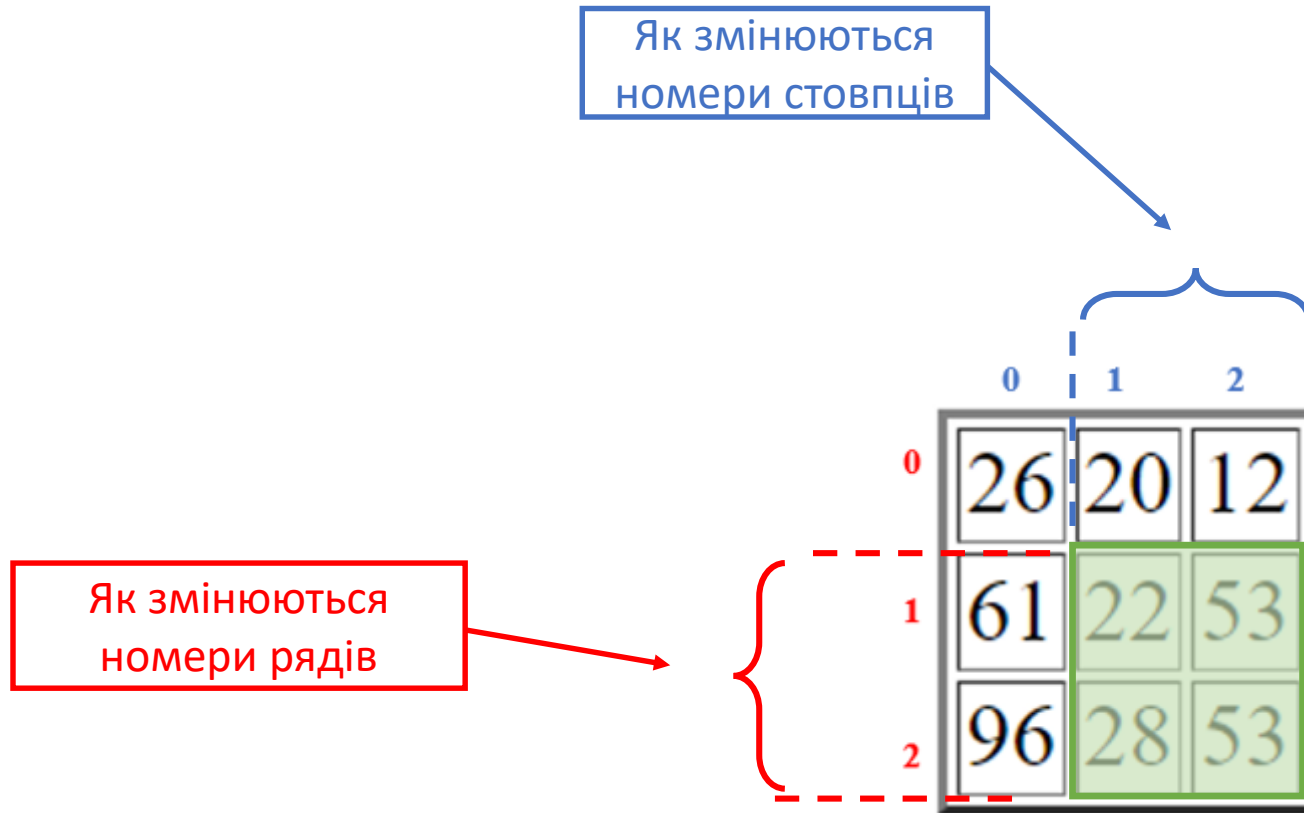 Як змінюються
номери стовпців
0 1 2
0 26 20 12
Як змінюються
номери рядів
1 61 22 53
2 96 28 53